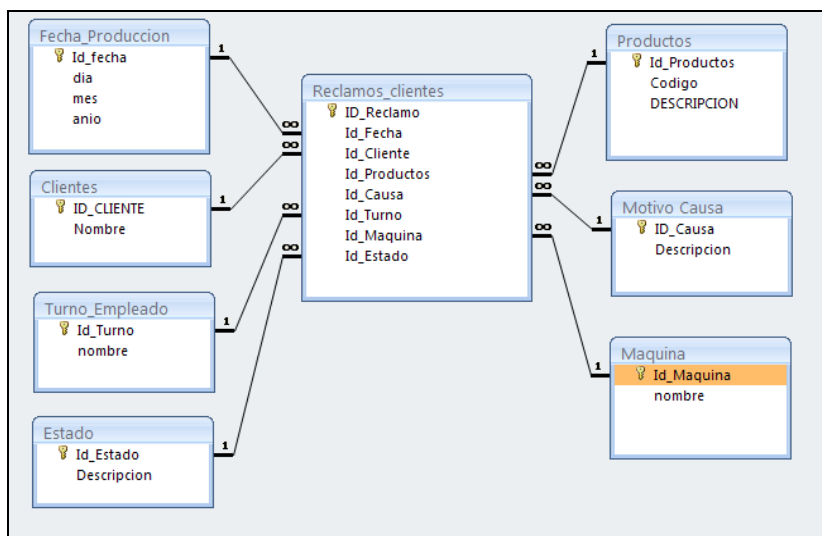 Fecha_Produccion
Id_fecha
dia
mes
anio
1
∞
Clientes
ID_CLIENTE
Nombre
1
∞
Turno_Empleado
Id_Turno
nombre
1
∞
Estado
Id_Estado
Descripcion
1
∞
Reclamos_clientes
ID_Reclamo
Id_Fecha
Id_Cliente
Id_Productos
Id_Causa
Id_Turno
Id_Maquina
Id_Estado
Productos
Id_Productos
Codigo
DESCRIPCION
1
∞
Motivo Causa
ID_Causa
Descripcion
1
∞
Maquina
Id_Maquina
nombre
1
∞